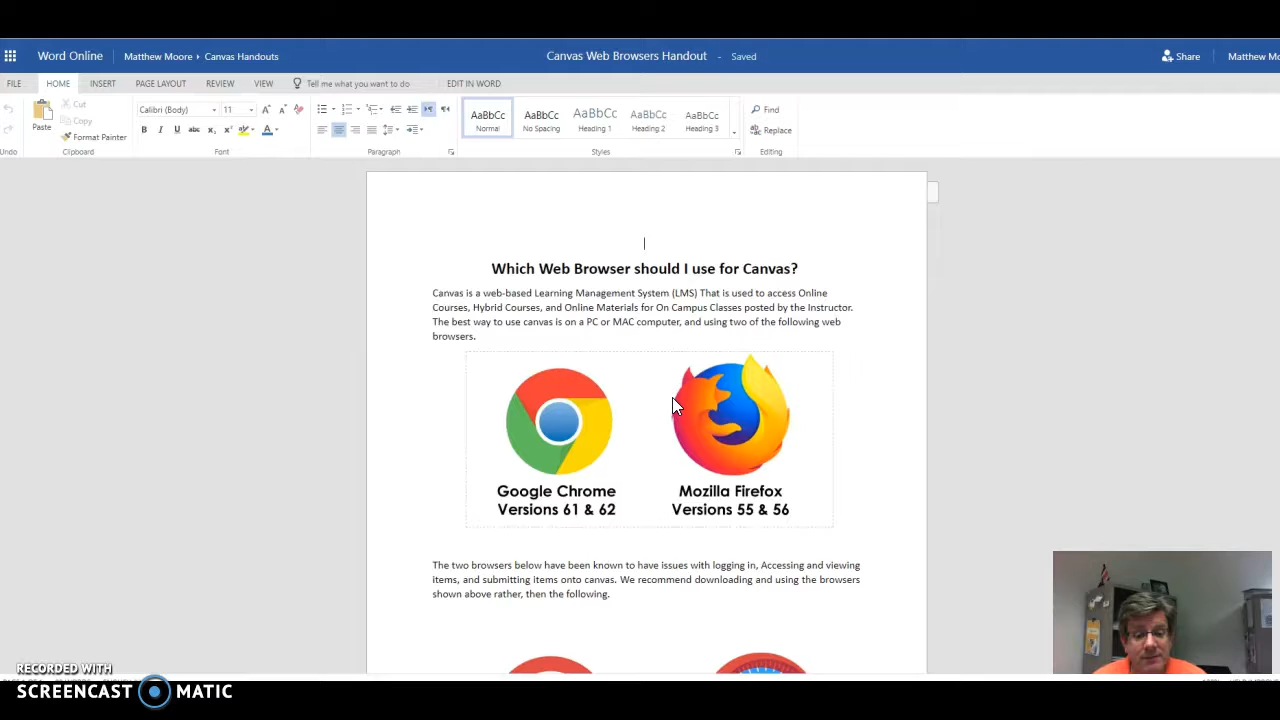 Word Online Matthew Moore ▸ Canvas Handouts Canvas Web Browsers Handout - Saved Share Matthew Mo
FILE HOME INSERT PAGE LAYOUT REVIEW VIEW Tell me what you want to do EDIT IN WORD
Cut
Copy
Format Painter
Paste
Undo
Clipboard
Calibri (Body) 11
B I U abc x₂ x² A
Font
Paragraph
AaBbCc AaBbCc AaBbCc AaBbCc AaBbCc
Normal No Spacing Heading 1 Heading 2 Heading 3
Styles
Find
Replace
Editing
Which Web Browser should I use for Canvas?
Canvas is a web-based Learning Management System (LMS) That is used to access Online
Courses, Hybrid Courses, and Online Materials for On Campus Classes posted by the Instructor.
The best way to use canvas is on a PC or MAC computer, and using two of the following web
browsers.
Google Chrome
Versions 61 & 62
Mozilla Firefox
Versions 55 & 56
The two browsers below have been known to have issues with logging in, Accessing and viewing
items, and submitting items onto canvas. We recommend downloading and using the browsers
shown above rather, then the following.
RECORDED WITH
SCREENCAST MATIC